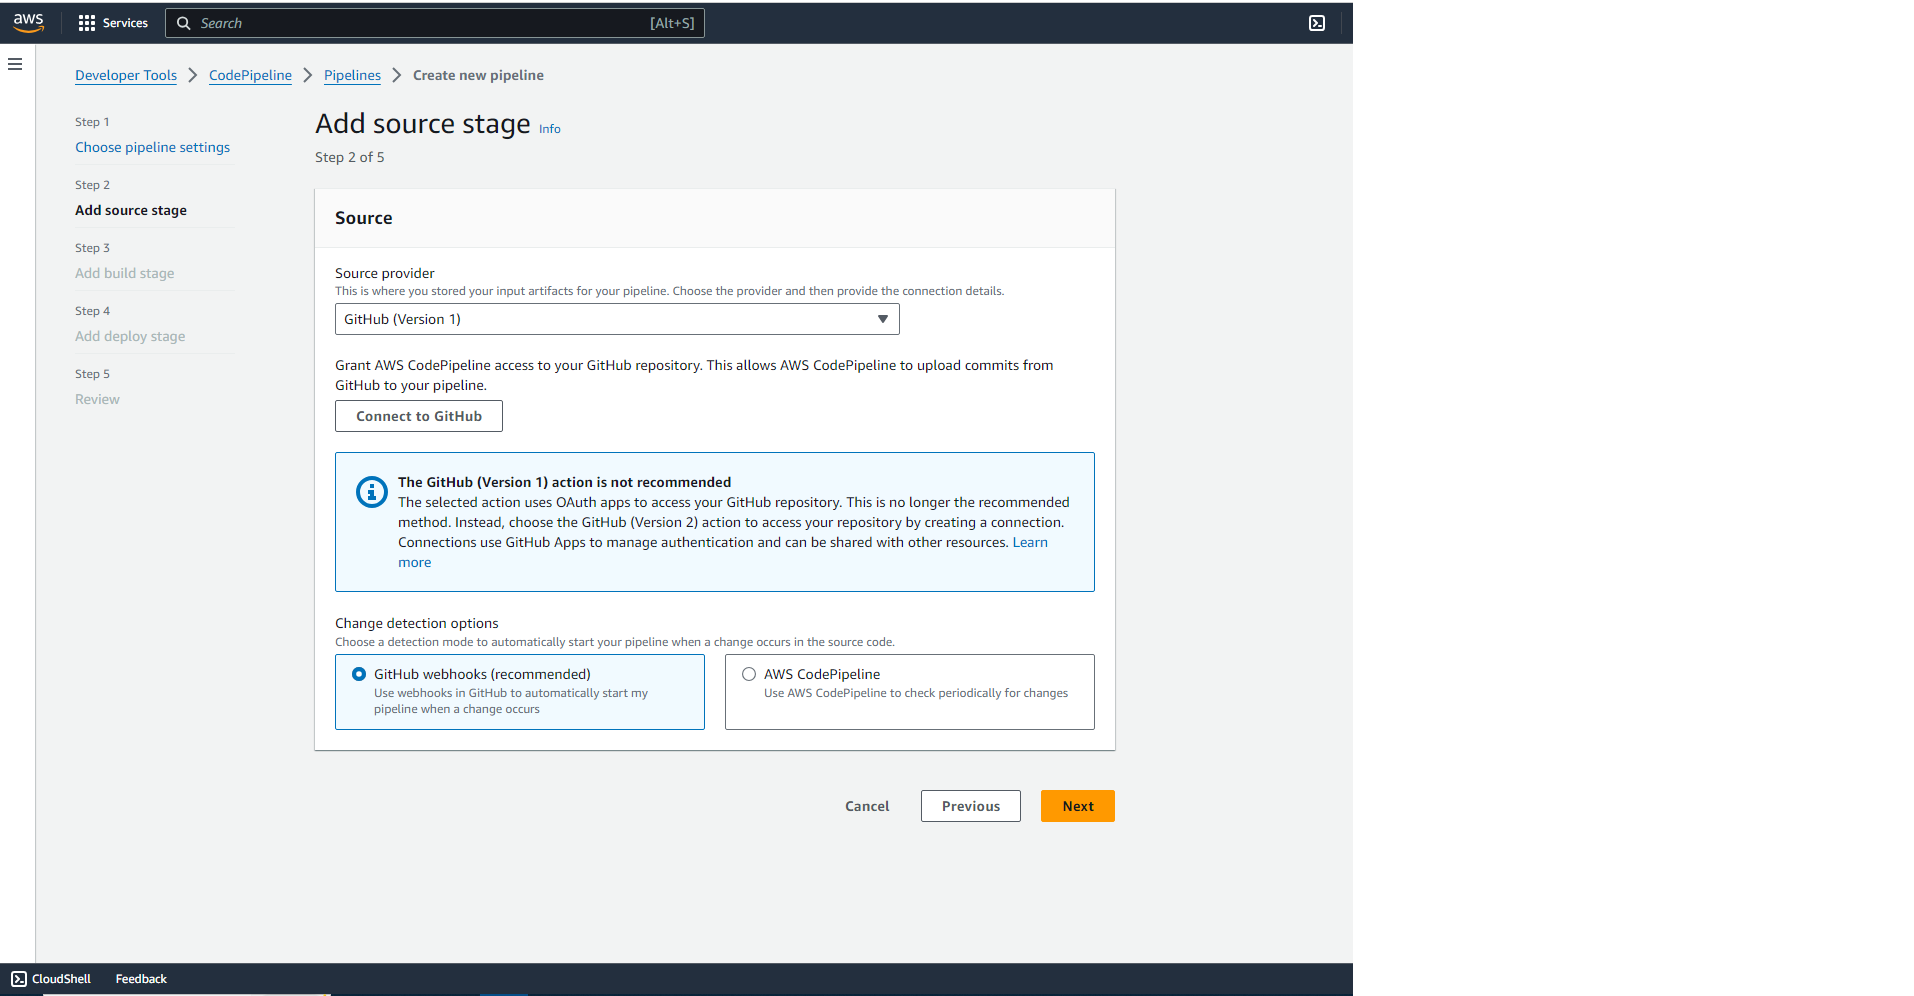 aws
Services
Search
[Alt+S]
Developer Tools
CodePipeline
Pipelines
Create new pipeline
Step 1
Choose pipeline settings
Step 2
Add source stage
Step 3
Add build stage
Step 4
Add deploy stage
Step 5
Review
Add source stage Info
Step 2 of 5
Source
Source provider
This is where you stored your input artifacts for your pipeline. Choose the provider and then provide the connection details.
GitHub (Version 1)
Grant AWS CodePipeline access to your GitHub repository. This allows AWS CodePipeline to upload commits from
GitHub to your pipeline.
Connect to GitHub
The GitHub (Version 1) action is not recommended
The selected action uses OAuth apps to access your GitHub repository. This is no longer the recommended
method. Instead, choose the GitHub (Version 2) action to access your repository by creating a connection.
Connections use GitHub Apps to manage authentication and can be shared with other resources. Learn
more
Change detection options
Choose a detection mode to automatically start your pipeline when a change occurs in the source code.
GitHub webhooks (recommended)
Use webhooks in GitHub to automatically start my
pipeline when a change occurs
AWS CodePipeline
Use AWS CodePipeline to check periodically for changes
Cancel
Previous
Next
CloudShell
Feedback